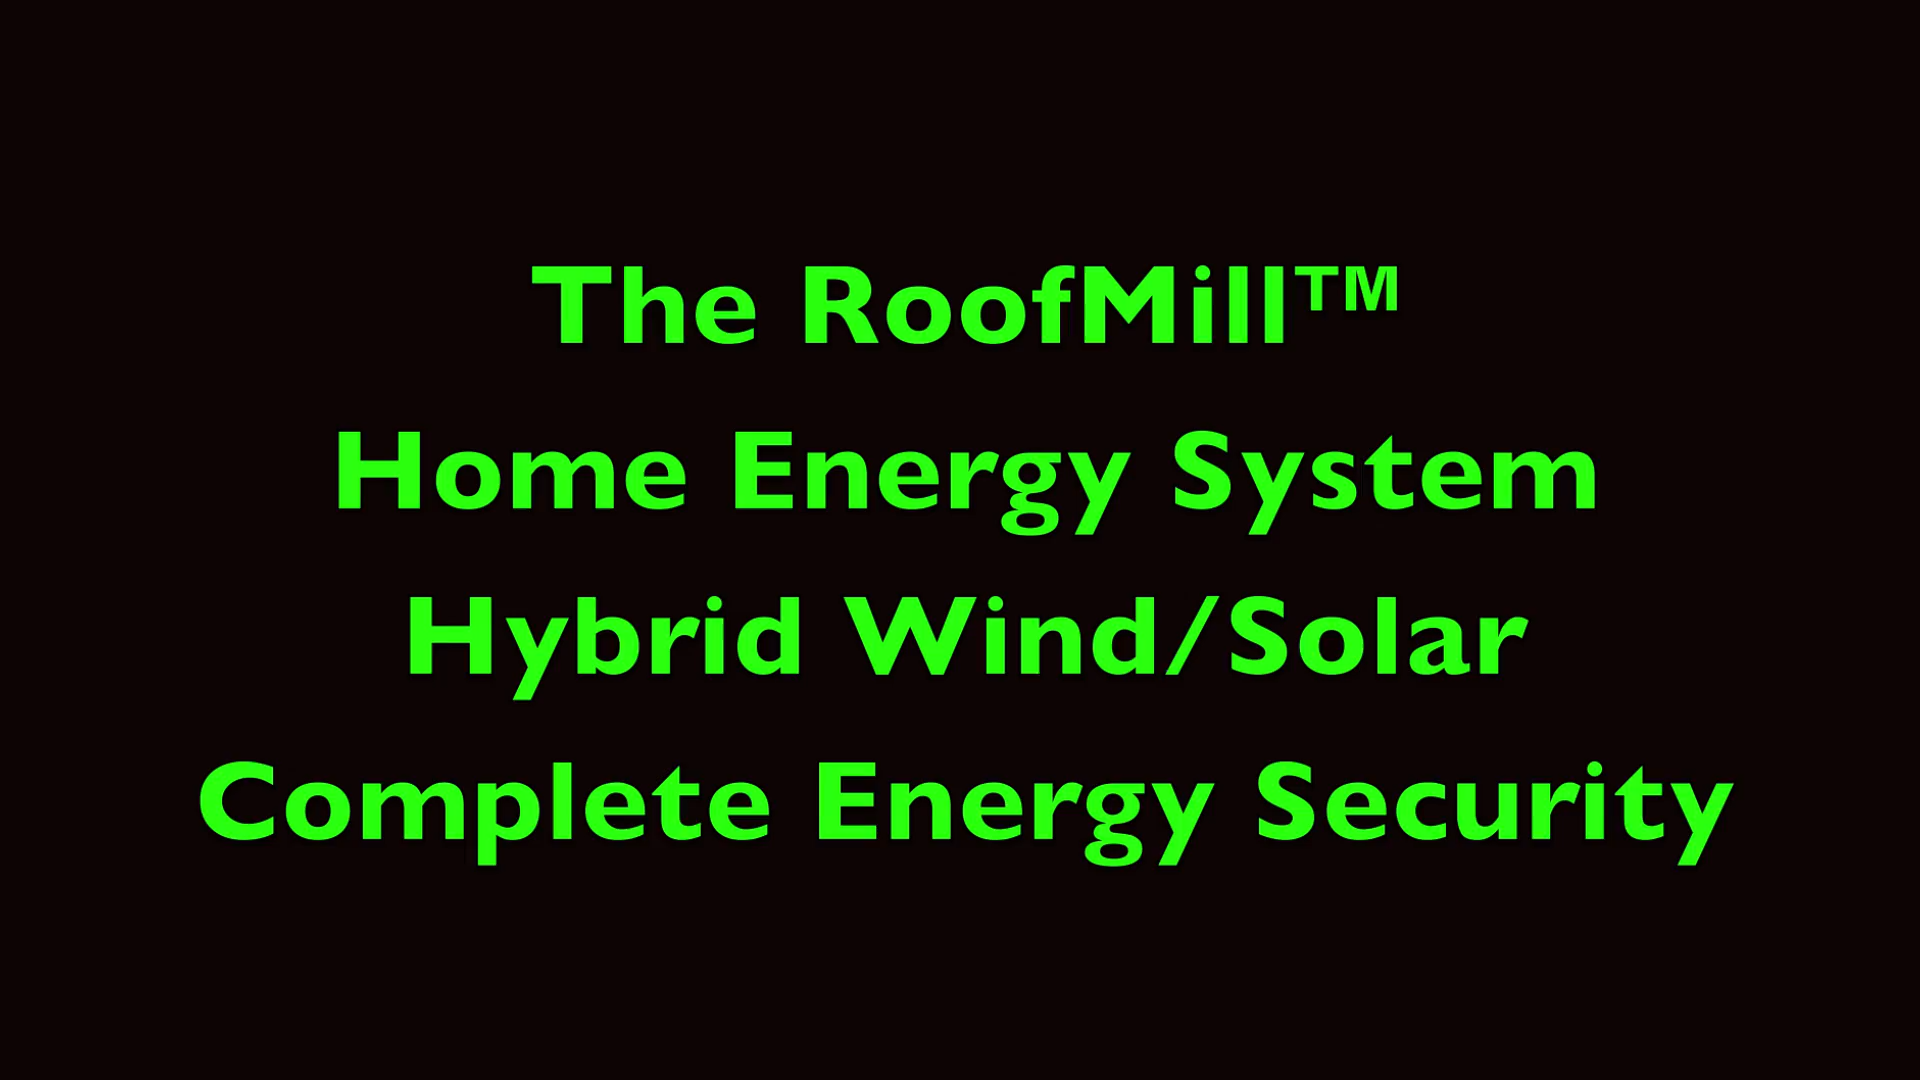 The RoofMill™
Home Energy System
Hybrid Wind/Solar
Complete Energy Security